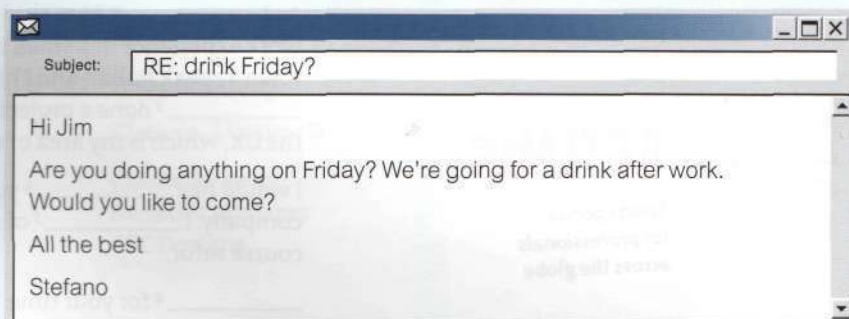 Subject: RE: drink Friday?
Hi Jim
Are you doing anything on Friday? We're going for a drink after work.
Would you like to come?
All the best
Stefano